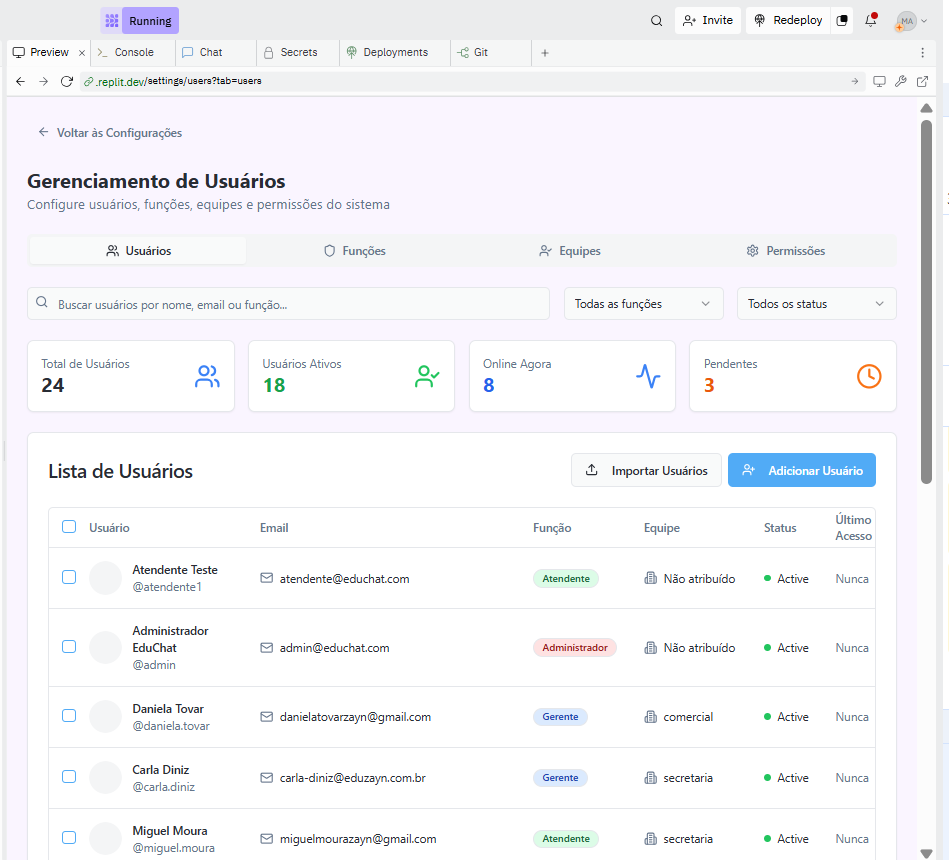 Running
Invite
Redeploy
MA
Preview
Console
Chat
Secrets
Deployments
Git
.replit.dev/settings/users?tab=users
Voltar às Configurações
Gerenciamento de Usuários
Configure usuários, funções, equipes e permissões do sistema
Usuários
Funções
Equipes
Permissões
Buscar usuários por nome, email ou função...
Todas as funções
Todos os status
Total de Usuários
24
Usuários Ativos
18
Online Agora
8
Pendentes
3
Lista de Usuários
Importar Usuários
Adicionar Usuário
Usuário Email Função Equipe Status Último Acesso
Atendente Teste
@atendente1
atendente@educhat.com
Atendente
Não atribuído
Active
Nunca
Administrador
EduChat
@admin
admin@educhat.com
Administrador
Não atribuído
Active
Nunca
Daniela Tovar
@daniela.tovar
danielatovarzayn@gmail.com
Gerente
comercial
Active
Nunca
Carla Diniz
@carla.diniz
carla-diniz@eduzayn.com.br
Gerente
secretaria
Active
Nunca
Miguel Moura
@miguel.moura
miguelmourazayn@gmail.com
Atendente
secretaria
Active
Nunca